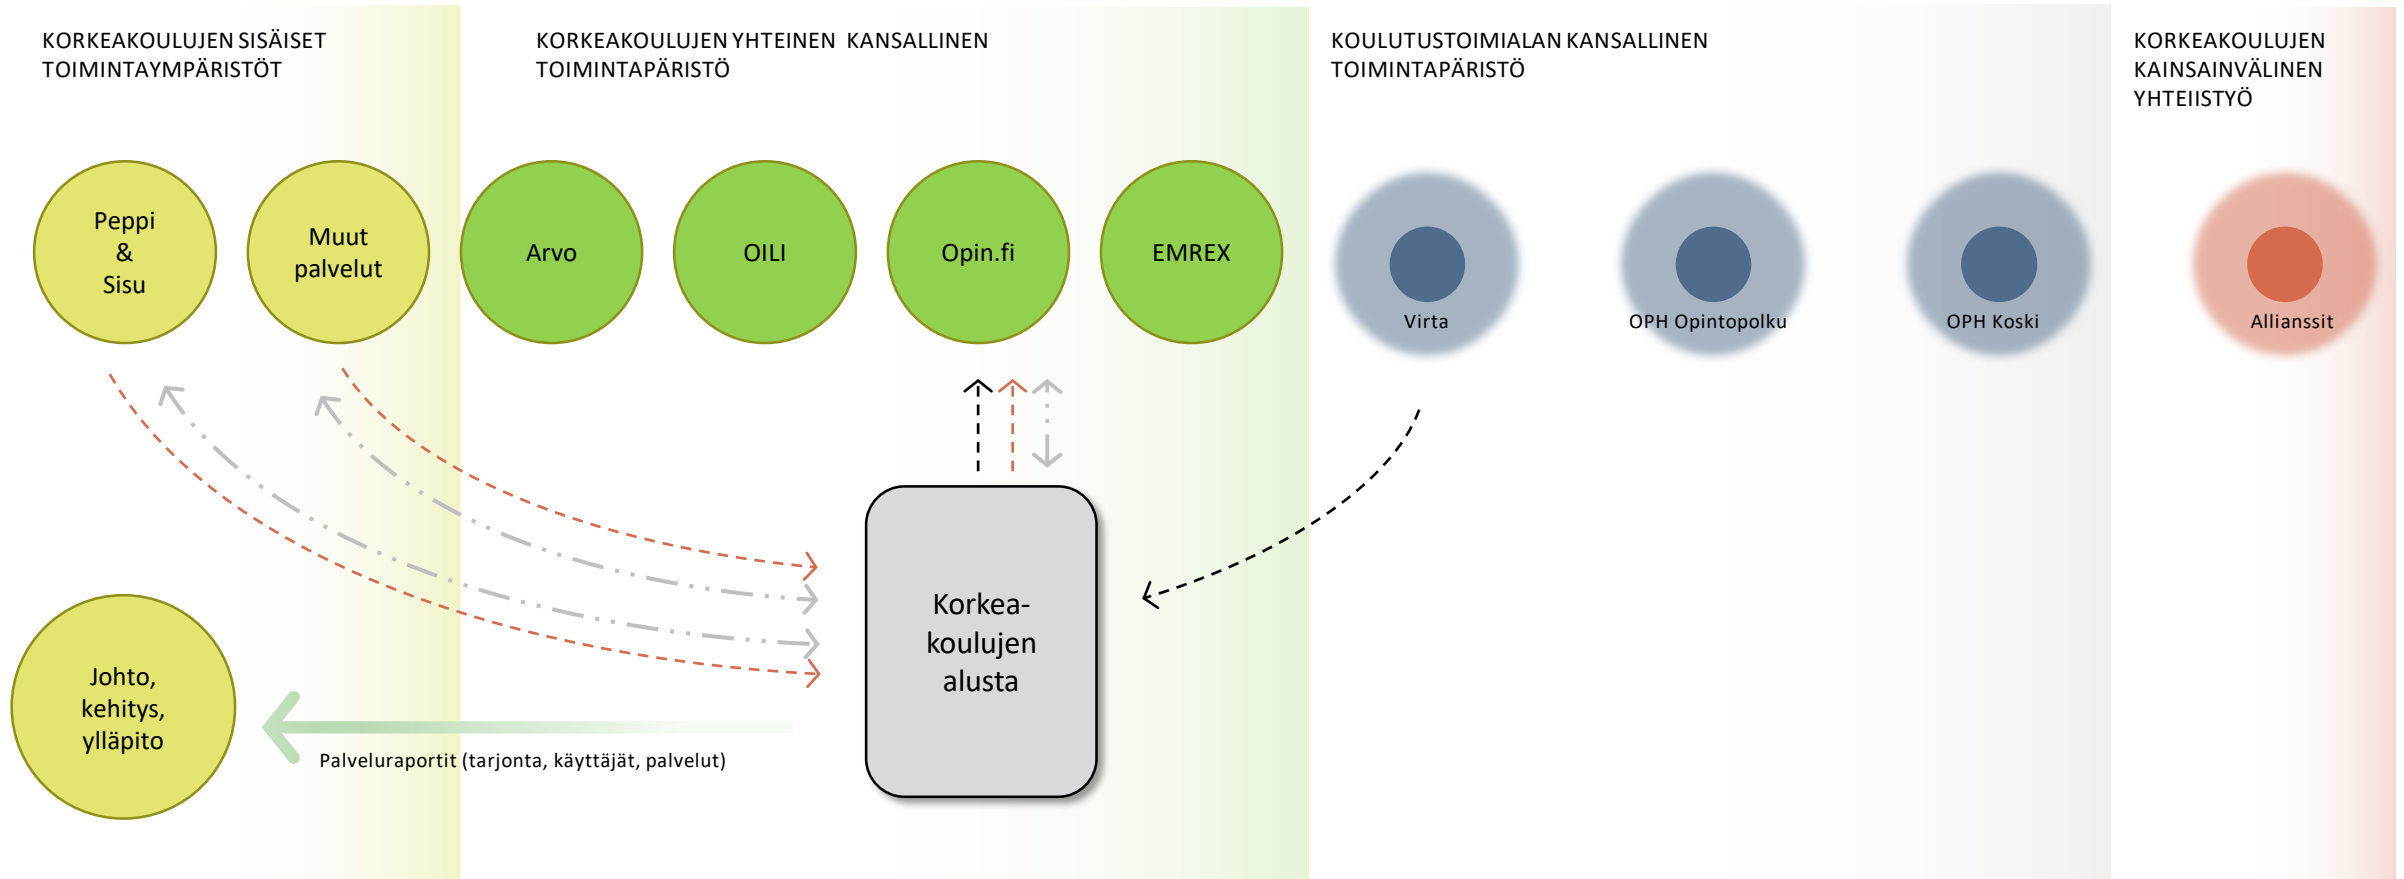 KORKEAKOULUJEN SISÄISET
TOIMINTAYMPÄRISTÖT
KORKEAKOULUJEN YHTEINEN KANSALLINEN
TOIMINTAPÄRISTÖ
KOULUTUSTOIMIALAN KANSALLINEN
TOIMINTAPÄRISTÖ
KORKEAKOULUJEN
KAINSAINVÄLINEN
YHTEIISTYÖ
Peppi
&
Sisu
Muut
palvelut
Arvo
OILI
Opin.fi
EMREX
Virta
OPH Opintopolku
OPH Koski
Allianssit
Korkea-
koulujen
alusta
Johto,
kehitys,
ylläpito
Palveluraportit (tarjonta, käyttäjät, palvelut)